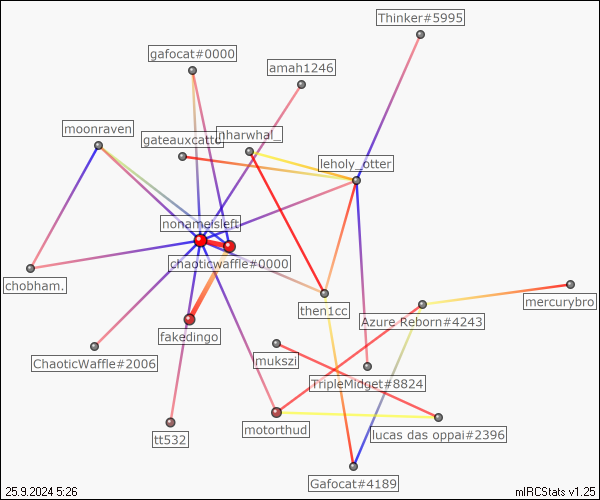 Thinker#5995
gafocat#0000
amah1246
moonraven
nharwhal_
gateauxcatto
leholy_otter
nonameisleft
chaoticwaffle#0000
chobham.
mercurybro
then1cc
Azure Reborn#4243
fakedingo
ChaoticWaffle#2006
mukszi
TripleMidget#8824
tt532
motorthud
lucas das oppai#2396
Gafocat#4189
25.9.2024 5:26
mIRCStats v1.25